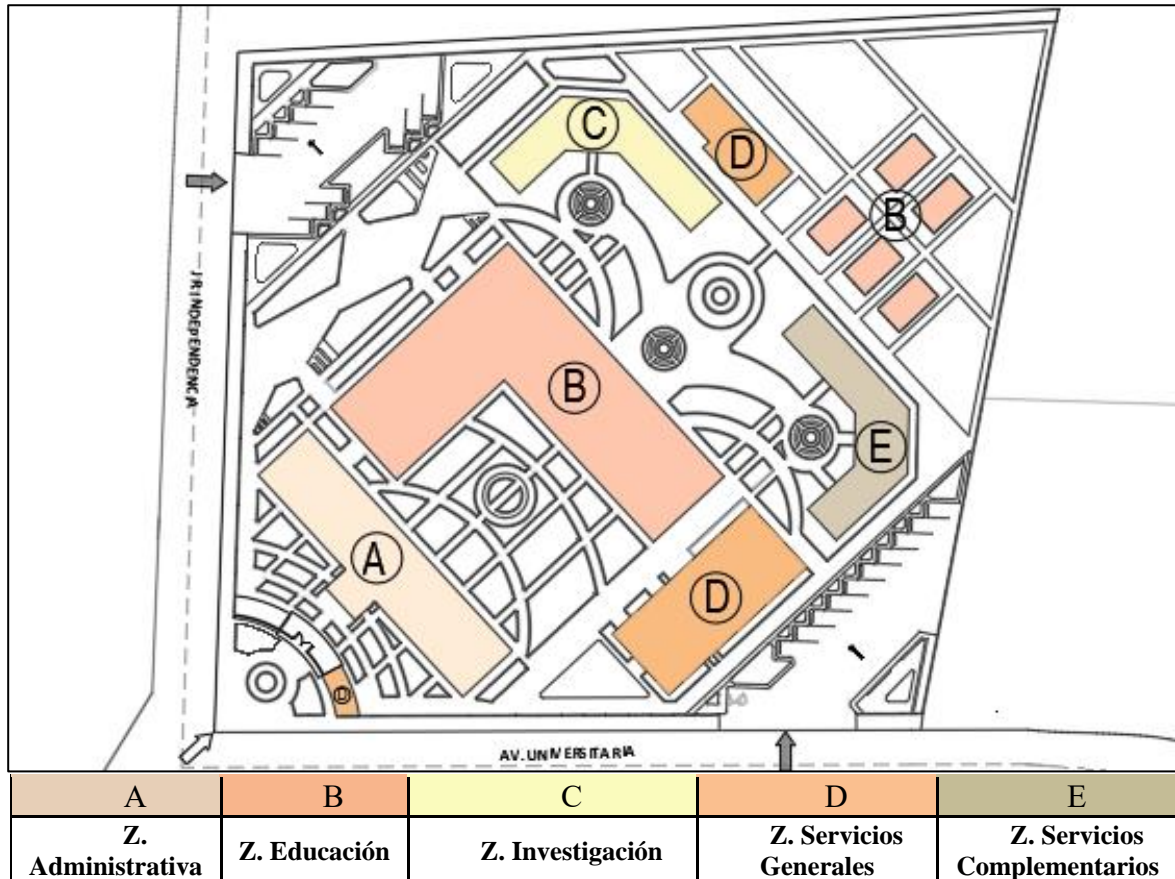 C
D
B
JR.INDEPENDENCIA
B
E
A
D
D
AV. UNIVERSITARIA
A B C D E
Z. Administrativa
Z. Educación
Z. Investigación
Z. Servicios Generales
Z. Servicios Complementarios